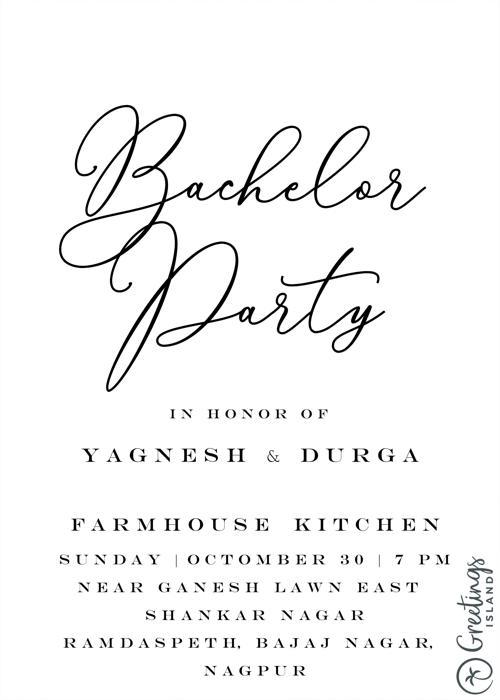 Bachelor
Party
IN HONOR OF
YAGNESH & DURGA
FARMHOUSE KITCHEN
SUNDAY | OCTOMBER 30 | 7 PM
NEAR GANESH LAWN EAST
SHANKAR NAGAR
RAMDASPETH, BAJAJ NAGAR,
NAGPUR
Greetings
ISLAND